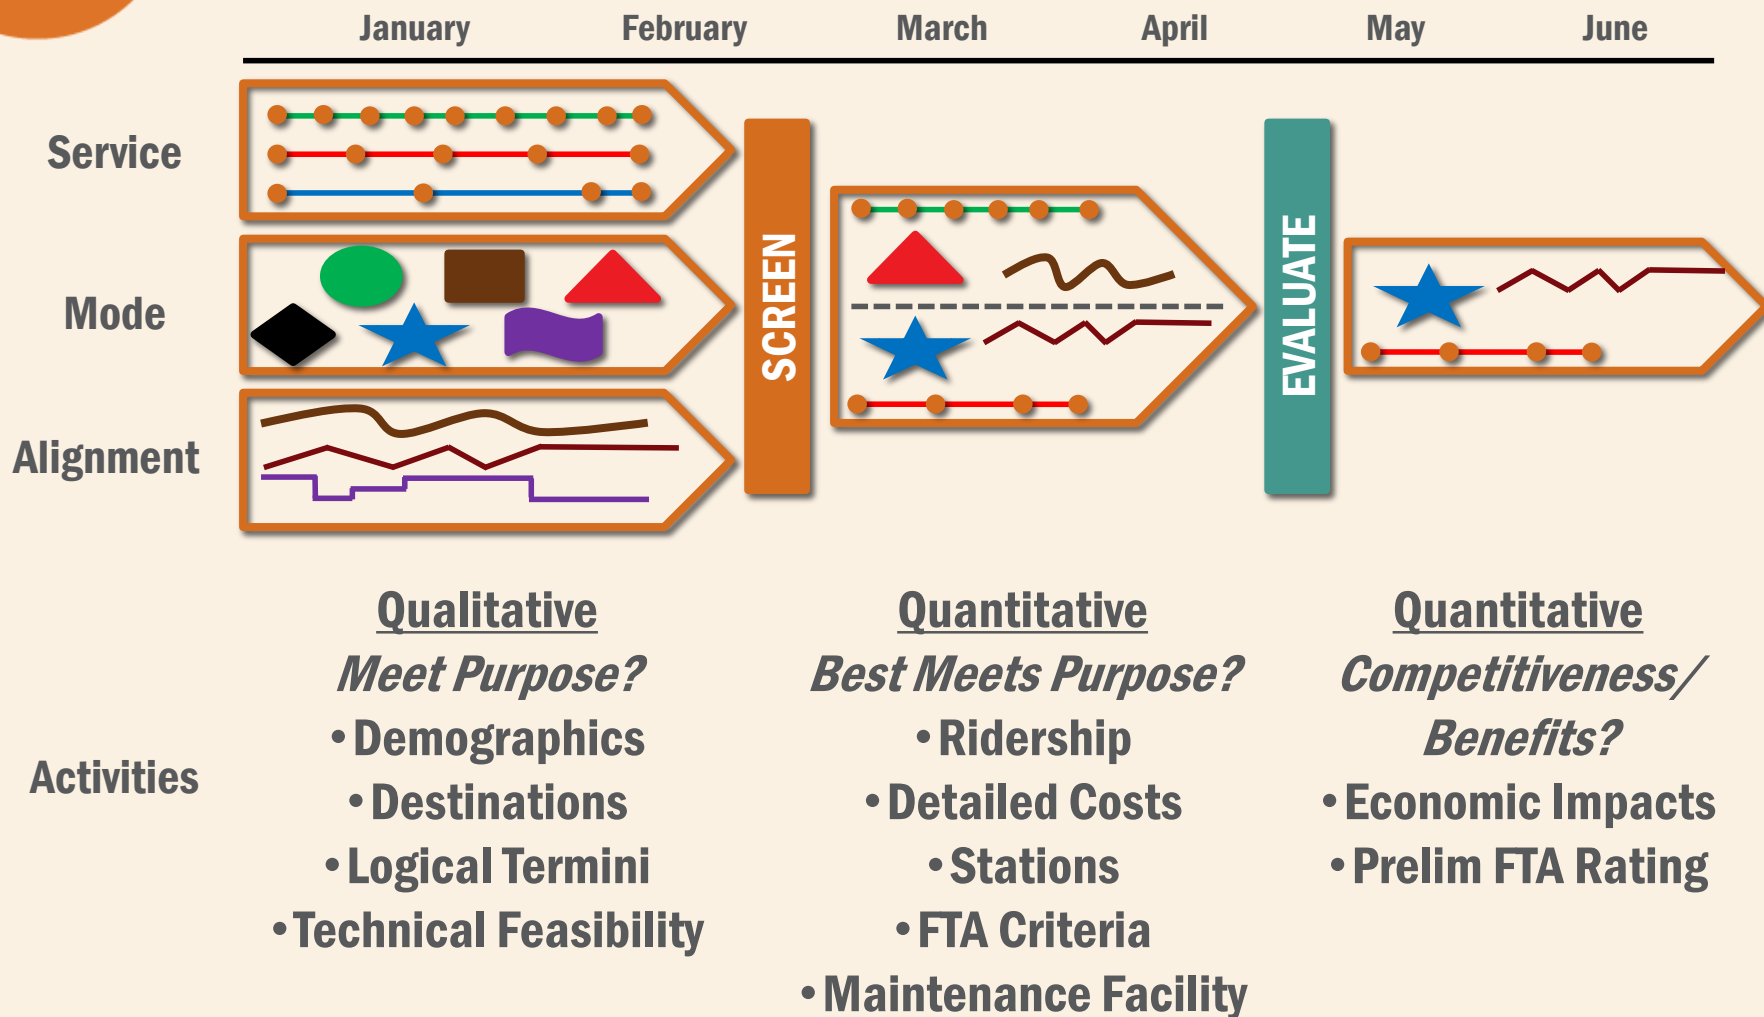 January February March April May June
Service
Mode
Alignment
SCREEN
EVALUATE
Activities
Qualitative
Meet Purpose?
•Demographics
•Destinations
•Logical Termini
•Technical Feasibility
Quantitative
Best Meets Purpose?
•Ridership
•Detailed Costs
•Stations
•FTA Criteria
•Maintenance Facility
Quantitative
Competitiveness/
Benefits?
•Economic Impacts
•Prelim FTA Rating